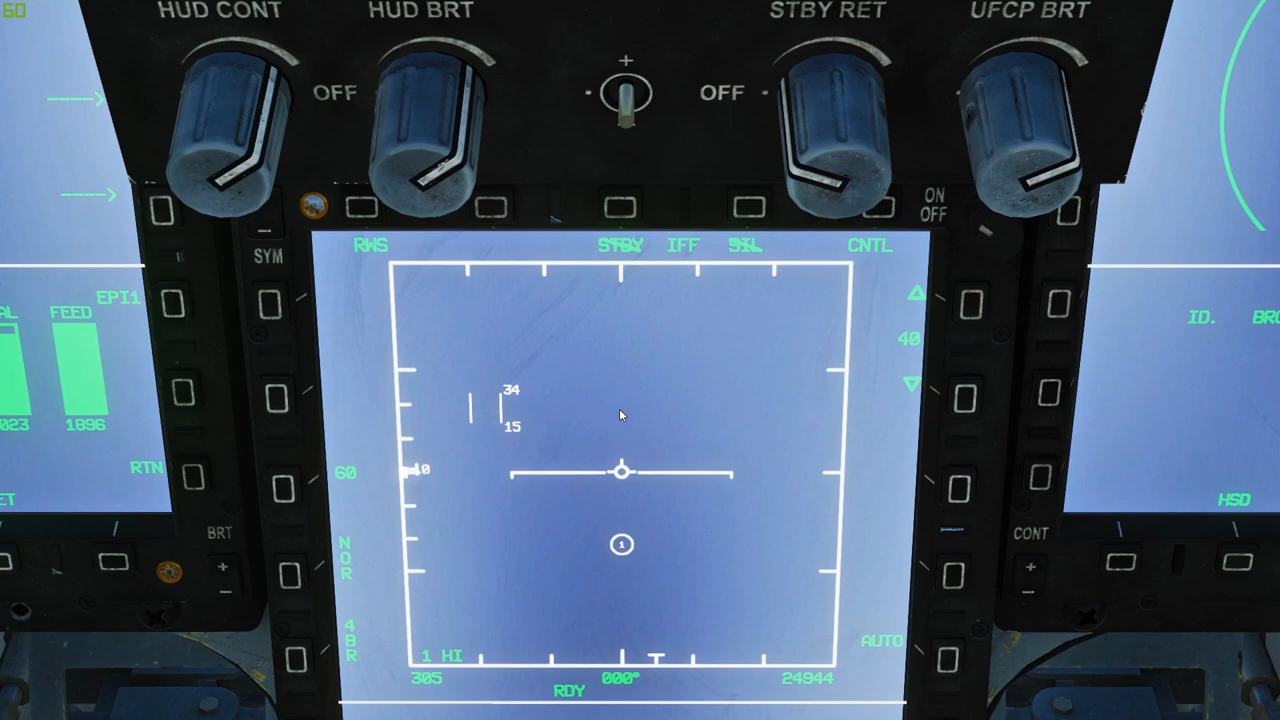 60
HUD CONT
HUD BRT
STBY RET
UFCP BRT
OFF
OFF
ON
OFF
SYM
RWS
STBY
IFF
SIL
CNTL
EPI1
FEED
023
1896
RTN
BRT
40
34
15
10
60
NOR
4BR
1 HI
1
305
000°
24944
RDY
AUTO
CONT
ID.
HSD